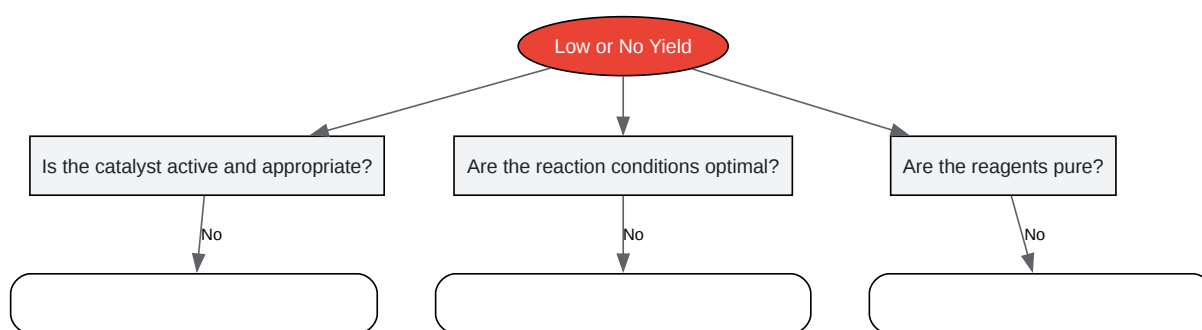 Low or No Yield
Is the catalyst active and appropriate?
Are the reaction conditions optimal?
Are the reagents pure?
No
No
No